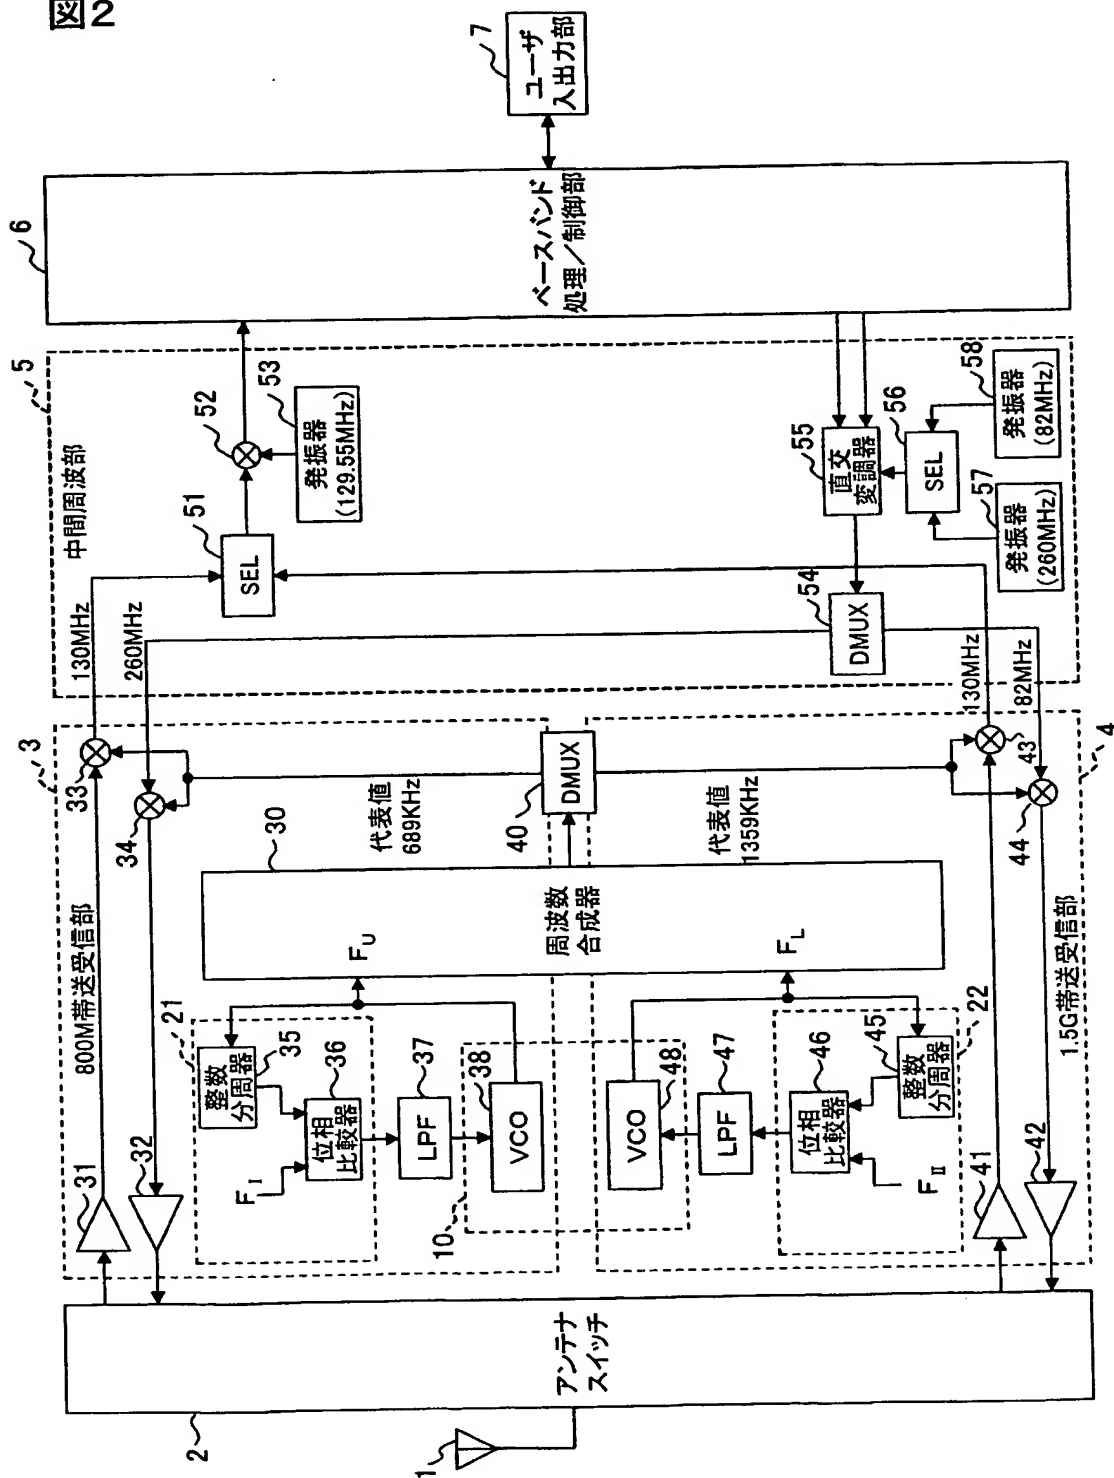 図2
1
2
アンテナ
スイッチ
3
800M帯送受信部
31
32
33
34
21
整数
分周器
35
位相
比較器
36
F I
LPF
37
10
VCO
38
F U
30
周波数
合成器
代表値
689KHz
40
DMUX
代表値
1359KHz
F L
VCO
48
LPF
47
位相
比較器
46
整数
分周器
45
22
F II
41
42
43
44
1.5G帯送受信部
4
5
中間周波部
130MHz
260MHz
51
SEL
52
53
発振器
(129.55MHz)
54
DMUX
55
直交
変調器
56
SEL
57
発振器
(260MHz)
58
発振器
(82MHz)
130MHz
82MHz
6
ベースバンド
処理／制御部
7
ユーザ
入出力部